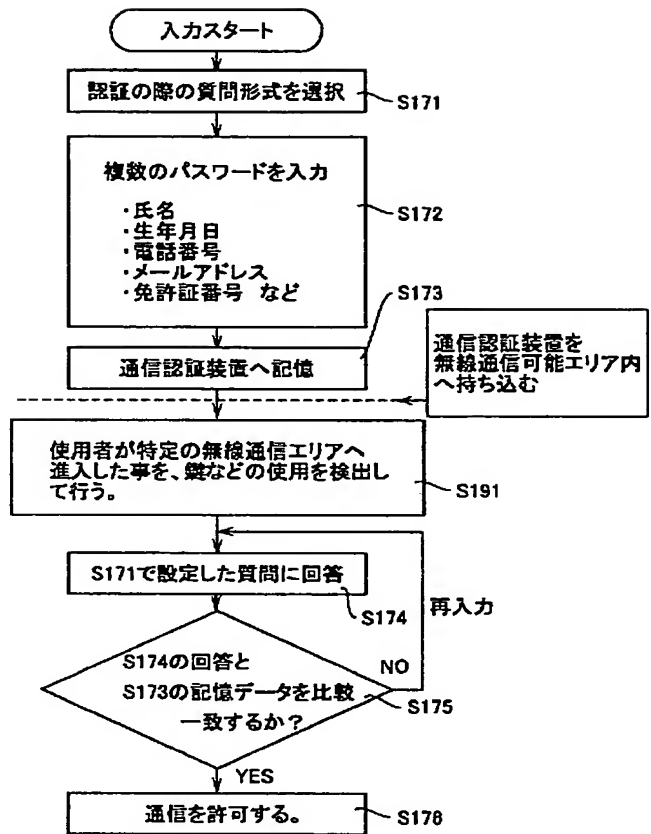 入力スタート
認証の際の質問形式を選択
S171
複数のパスワードを入力
・氏名
・生年月日
・電話番号
・メールアドレス
・免許証番号 など
S172
S173
通信認証装置へ記憶
通信認証装置を
無線通信可能エリア内
へ持ち込む
使用者が特定の無線通信エリアへ
進入した事を、鍵などの使用を検出し
て行う。
S191
S171で設定した質問に回答
S174
再入力
S174の回答と
S173の記憶データを比較
一致するか？
NO
S175
YES
通信を許可する。
S176